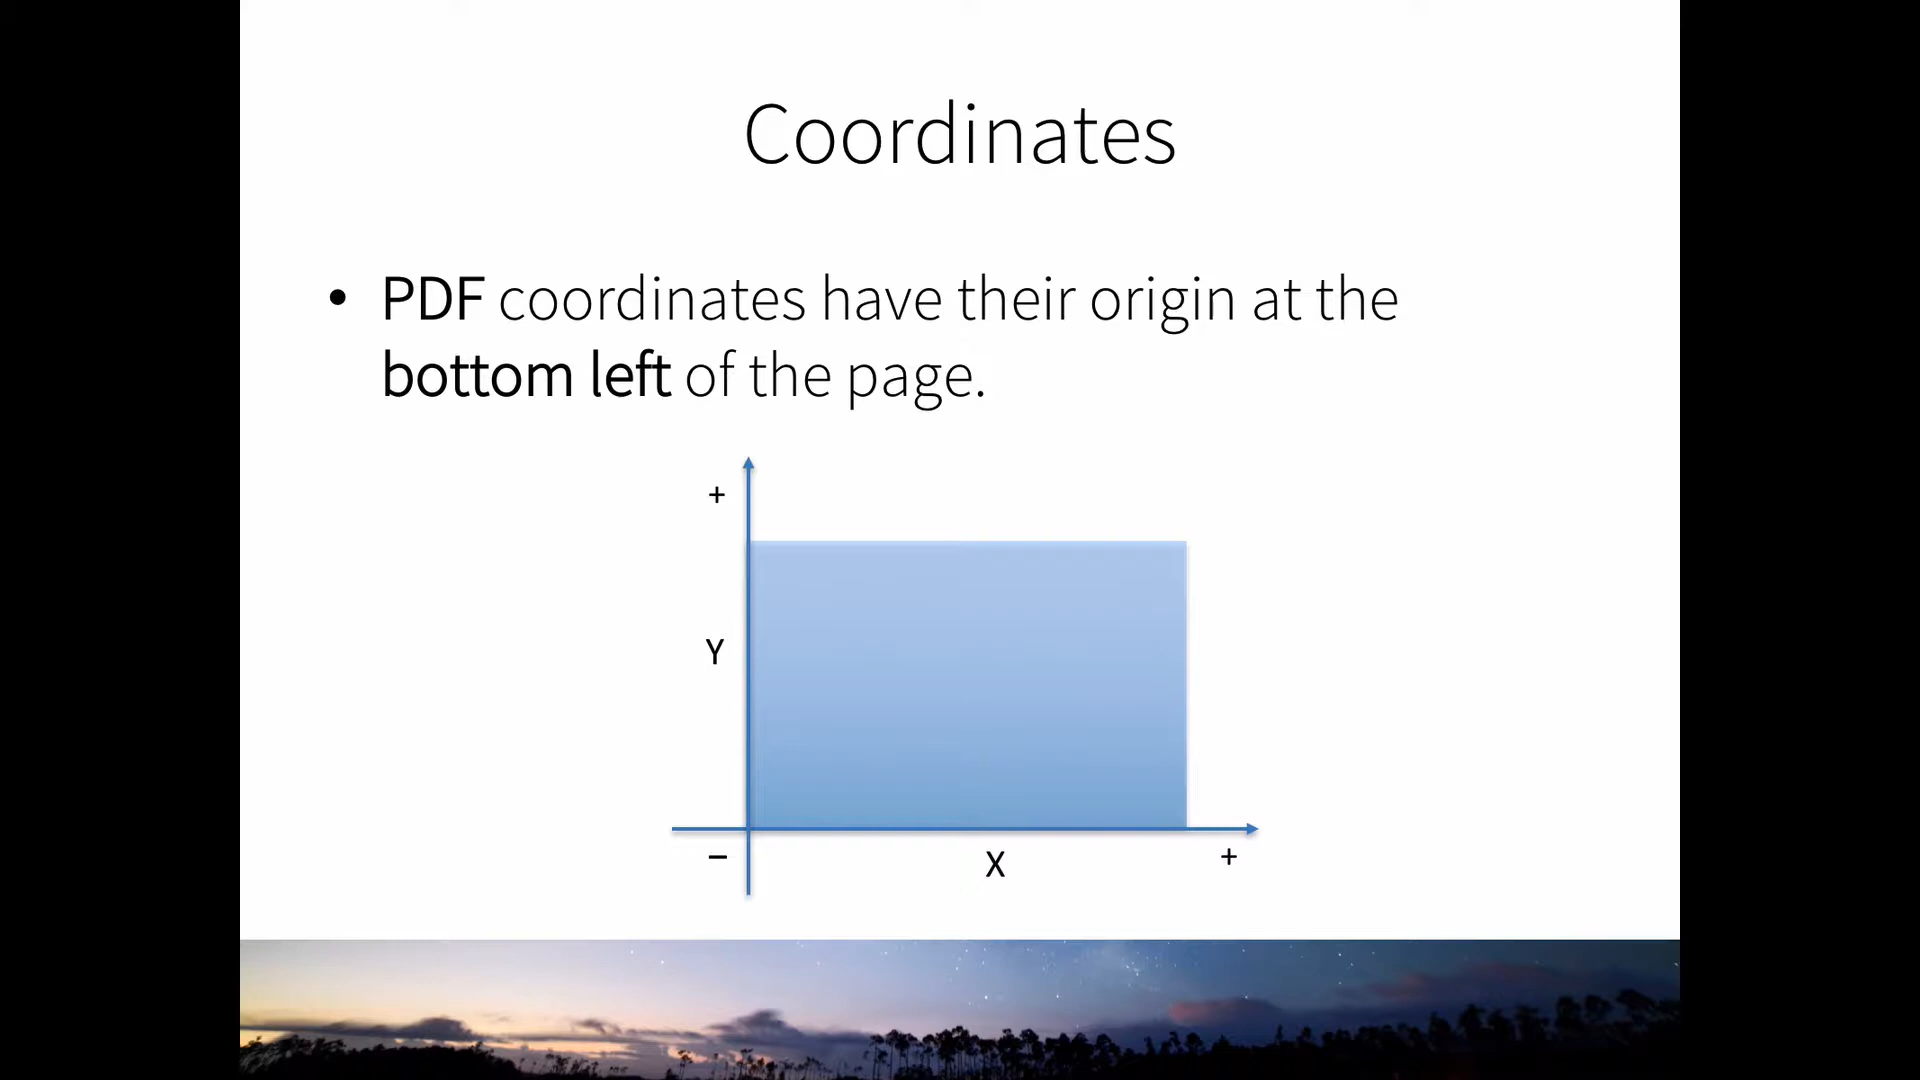 Coordinates
• PDF coordinates have their origin at the
bottom left of the page.
+
Y
−
X
+